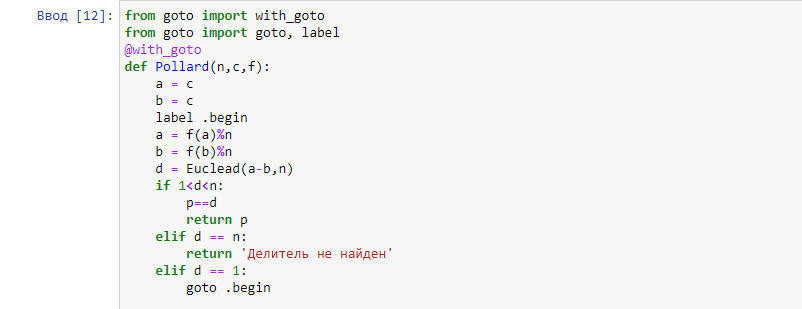 Ввод [12]: from goto import with_goto
from goto import goto, label
@with_goto
def Pollard(n,c,f):
    a = c
    b = c
    label .begin
    a = f(a)%n
    b = f(b)%n
    d = Euclead(a-b,n)
    if 1<d<n:
        p==d
        return p
    elif d == n:
        return 'Делитель не найден'
    elif d == 1:
        goto .begin